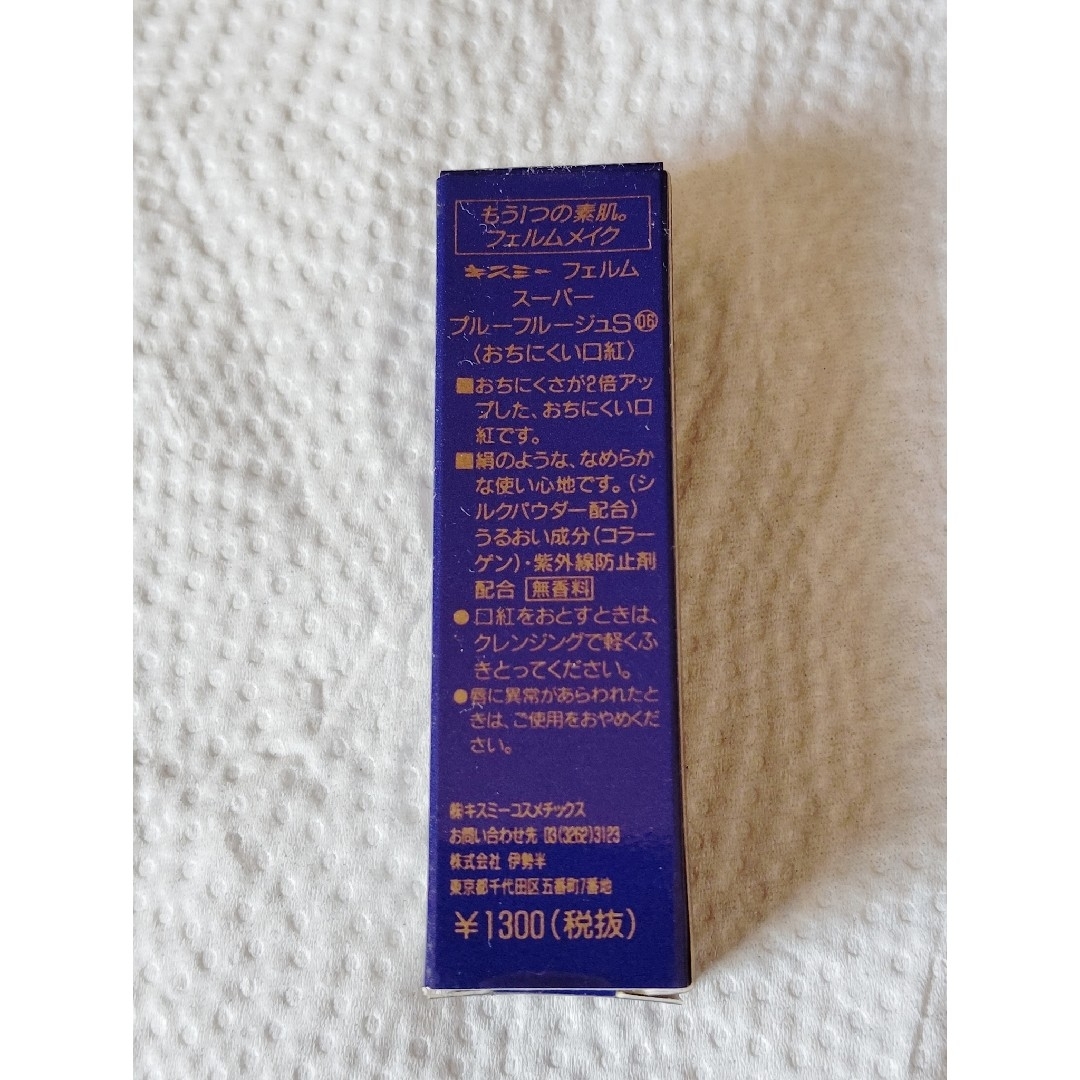 もう1つの素肌。
フェルムメイク
キスミー フェルム
スーパー
プルーフルージュS06
〈おちにくい口紅〉
■おちにくさが2倍アッ
プした、おちにくい口
紅です。
■絹のような、なめらか
な使い心地です。(シ
ルクパウダー配合)
うるおい成分(コラー
ゲン)・紫外線防止剤
配合 無香料
●口紅をおとすときは、
クレンジングで軽くふ
きとってください。
●唇に異常があらわれたと
きは、ご使用をおやめくだ
さい。
㈱キスミーコスメチックス
お問い合わせ先 03(3262)3123
株式会社 伊勢半
東京都千代田区五番町7番地
¥1300(税抜)